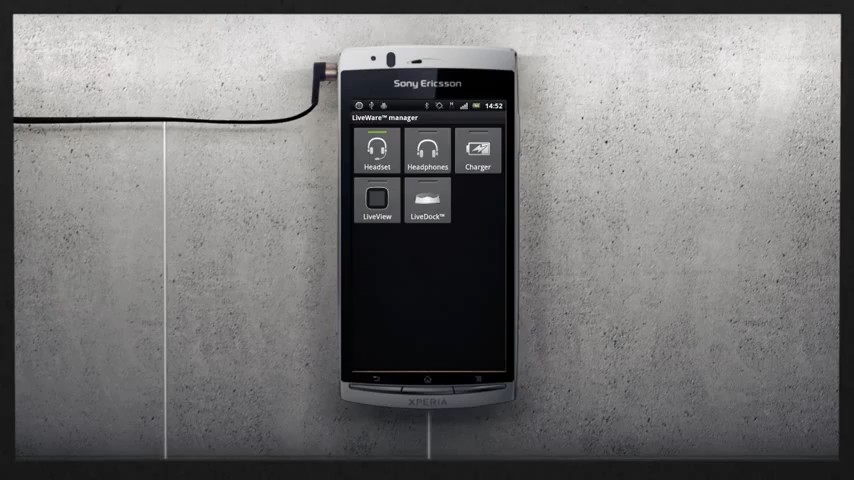 Sony Ericsson
14:52
LiveWare™ manager
Headset
Headphones
Charger
LiveView
LiveDock™
XPERIA